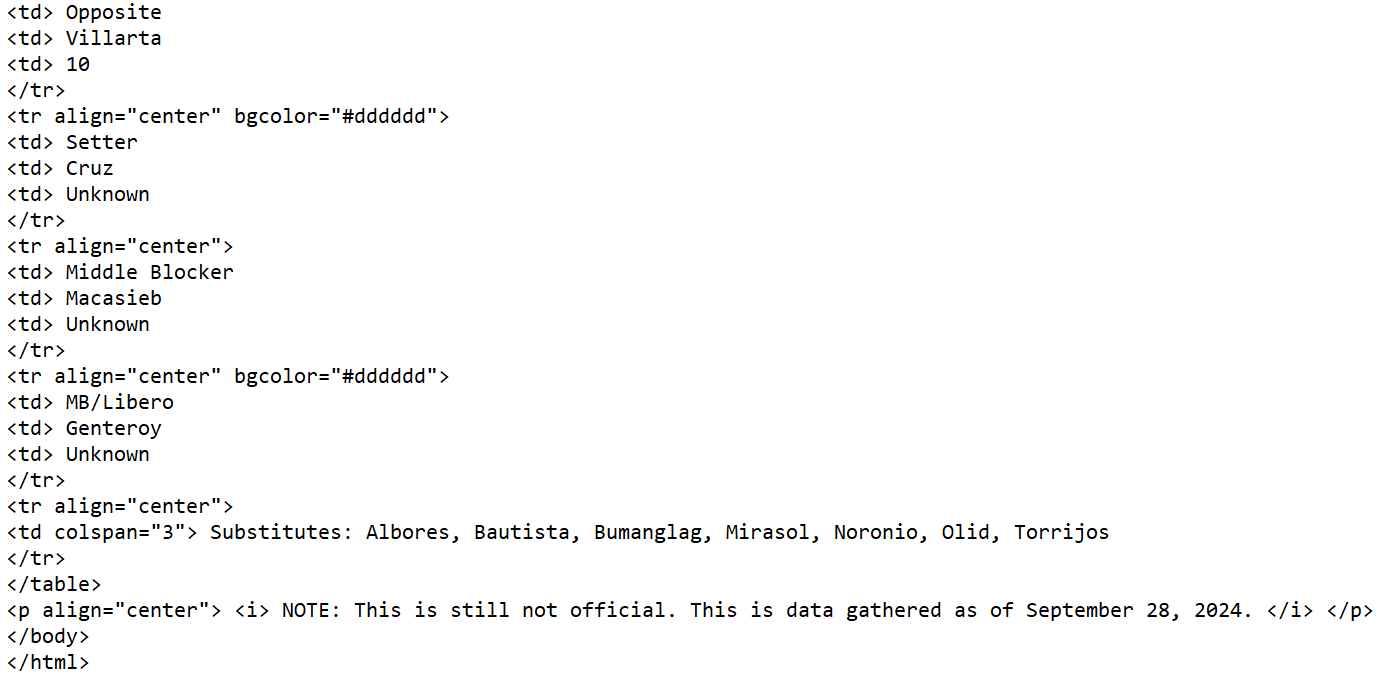 <td> Opposite
<td> Villarta
<td> 10
</tr>
<tr align="center" bgcolor="#dddddd">
<td> Setter
<td> Cruz
<td> Unknown
</tr>
<tr align="center">
<td> Middle Blocker
<td> Macasieb
<td> Unknown
</tr>
<tr align="center" bgcolor="#dddddd">
<td> MB/Libero
<td> Genteroy
<td> Unknown
</tr>
<tr align="center">
<td colspan="3"> Substitutes: Albores, Bautista, Bumanglag, Mirasol, Noronio, Olid, Torrijos
</tr>
</table>
<p align="center"> <i> NOTE: This is still not official. This is data gathered as of September 28, 2024. </i> </p>
</body>
</html>